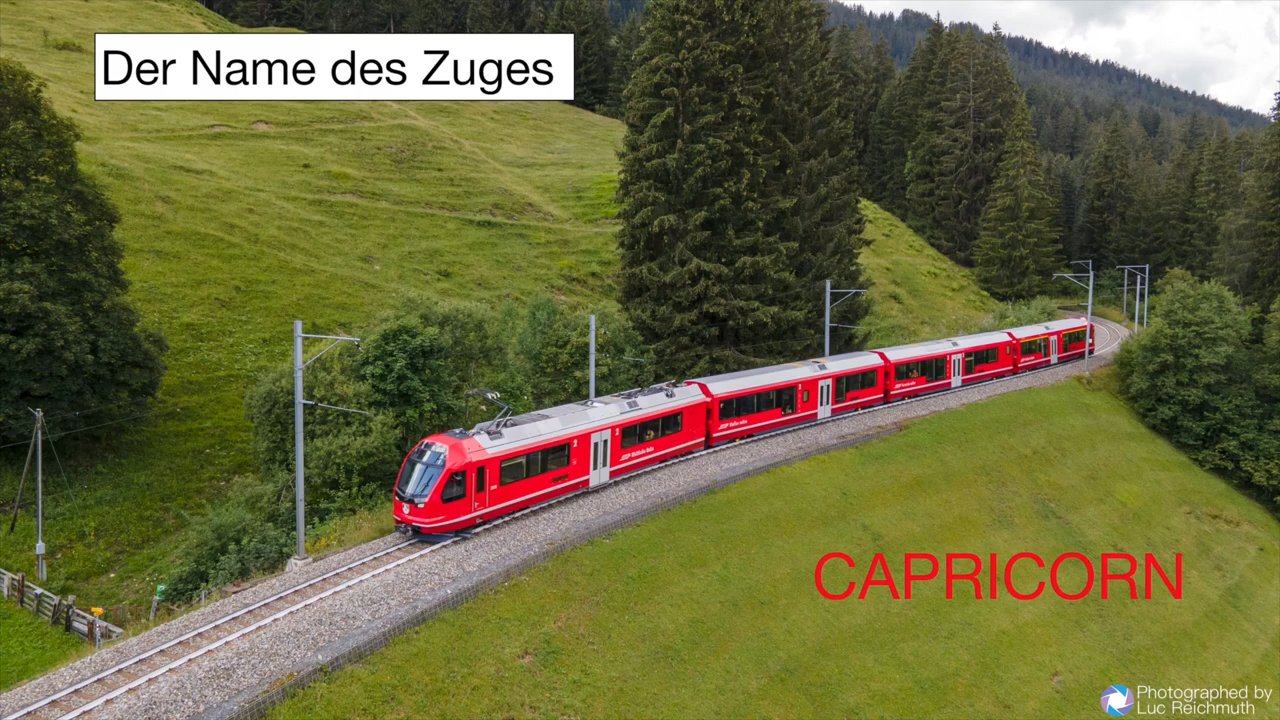 Der Name des Zuges
CAPRICORN
Photographed by
Luc Reichmuth